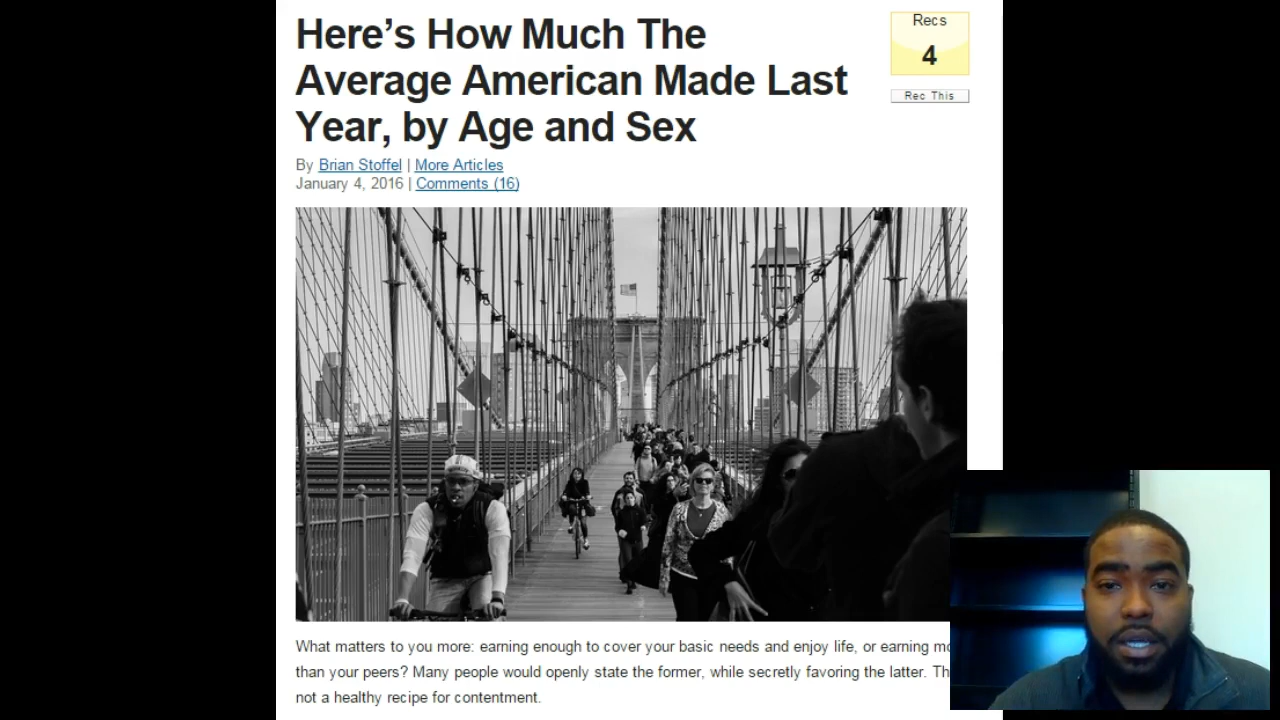 Here's How Much The
Average American Made Last
Year, by Age and Sex
Recs
4
Rec This
By Brian Stoffel | More Articles
January 4, 2016 | Comments (16)
What matters to you more: earning enough to cover your basic needs and enjoy life, or earning
than your peers? Many people would openly state the former, while secretly favoring the latter.
not a healthy recipe for contentment.